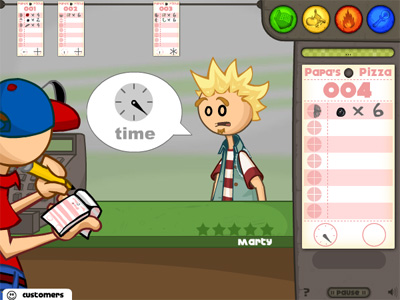 001
002
003
PAPA'S PIZZA
004
× 6
time
Marty
customers
?
PAUSE